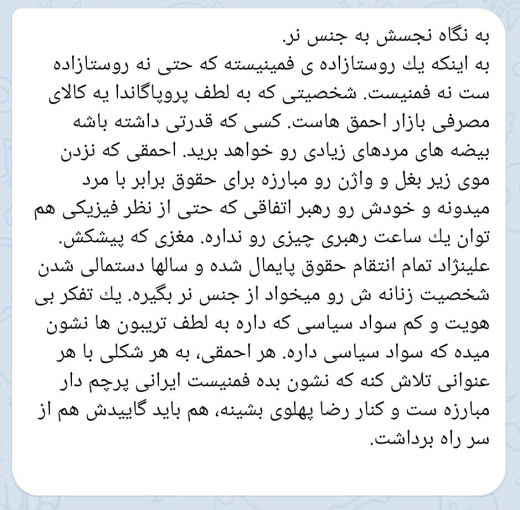 به نگاه نجسش به جنس نر.
به اینکه یك روستازاده ی فمینیسته که حتی نه روستازاده
ست نه فمنیست. شخصیتی که به لطف پروپاگاندا یه کالای
مصرفی بازار احمق هاست. کسی که قدرتی داشته باشه
بیضه های مردهای زیادی رو خواهد برید. احمقی که نزدن
موی زیر بغل و واژن رو مبارزه برای حقوق برابر با مرد
میدونه و خودش رو رهبر اتفاقی که حتی از نظر فیزیکی هم
توان یك ساعت رهبری چیزی رو نداره. مغزی که پیشکش.
علینژاد تمام انتقام حقوق پایمال شده و سالها دستمالی شدن
شخصیت زنانه ش رو میخواد از جنس نر بگیره. یك تفکر بی
هویت و کم سواد سیاسی که داره به لطف تریبون ها نشون
میده که سواد سیاسی داره. هر احمقی، به هر شکلی با هر
عنوانی تلاش کنه که نشون بده فمنیست ایرانی پرچم دار
مبارزه ست و کنار رضا پهلوی بشینه، هم باید گاییدش هم از
سر راه برداشت.